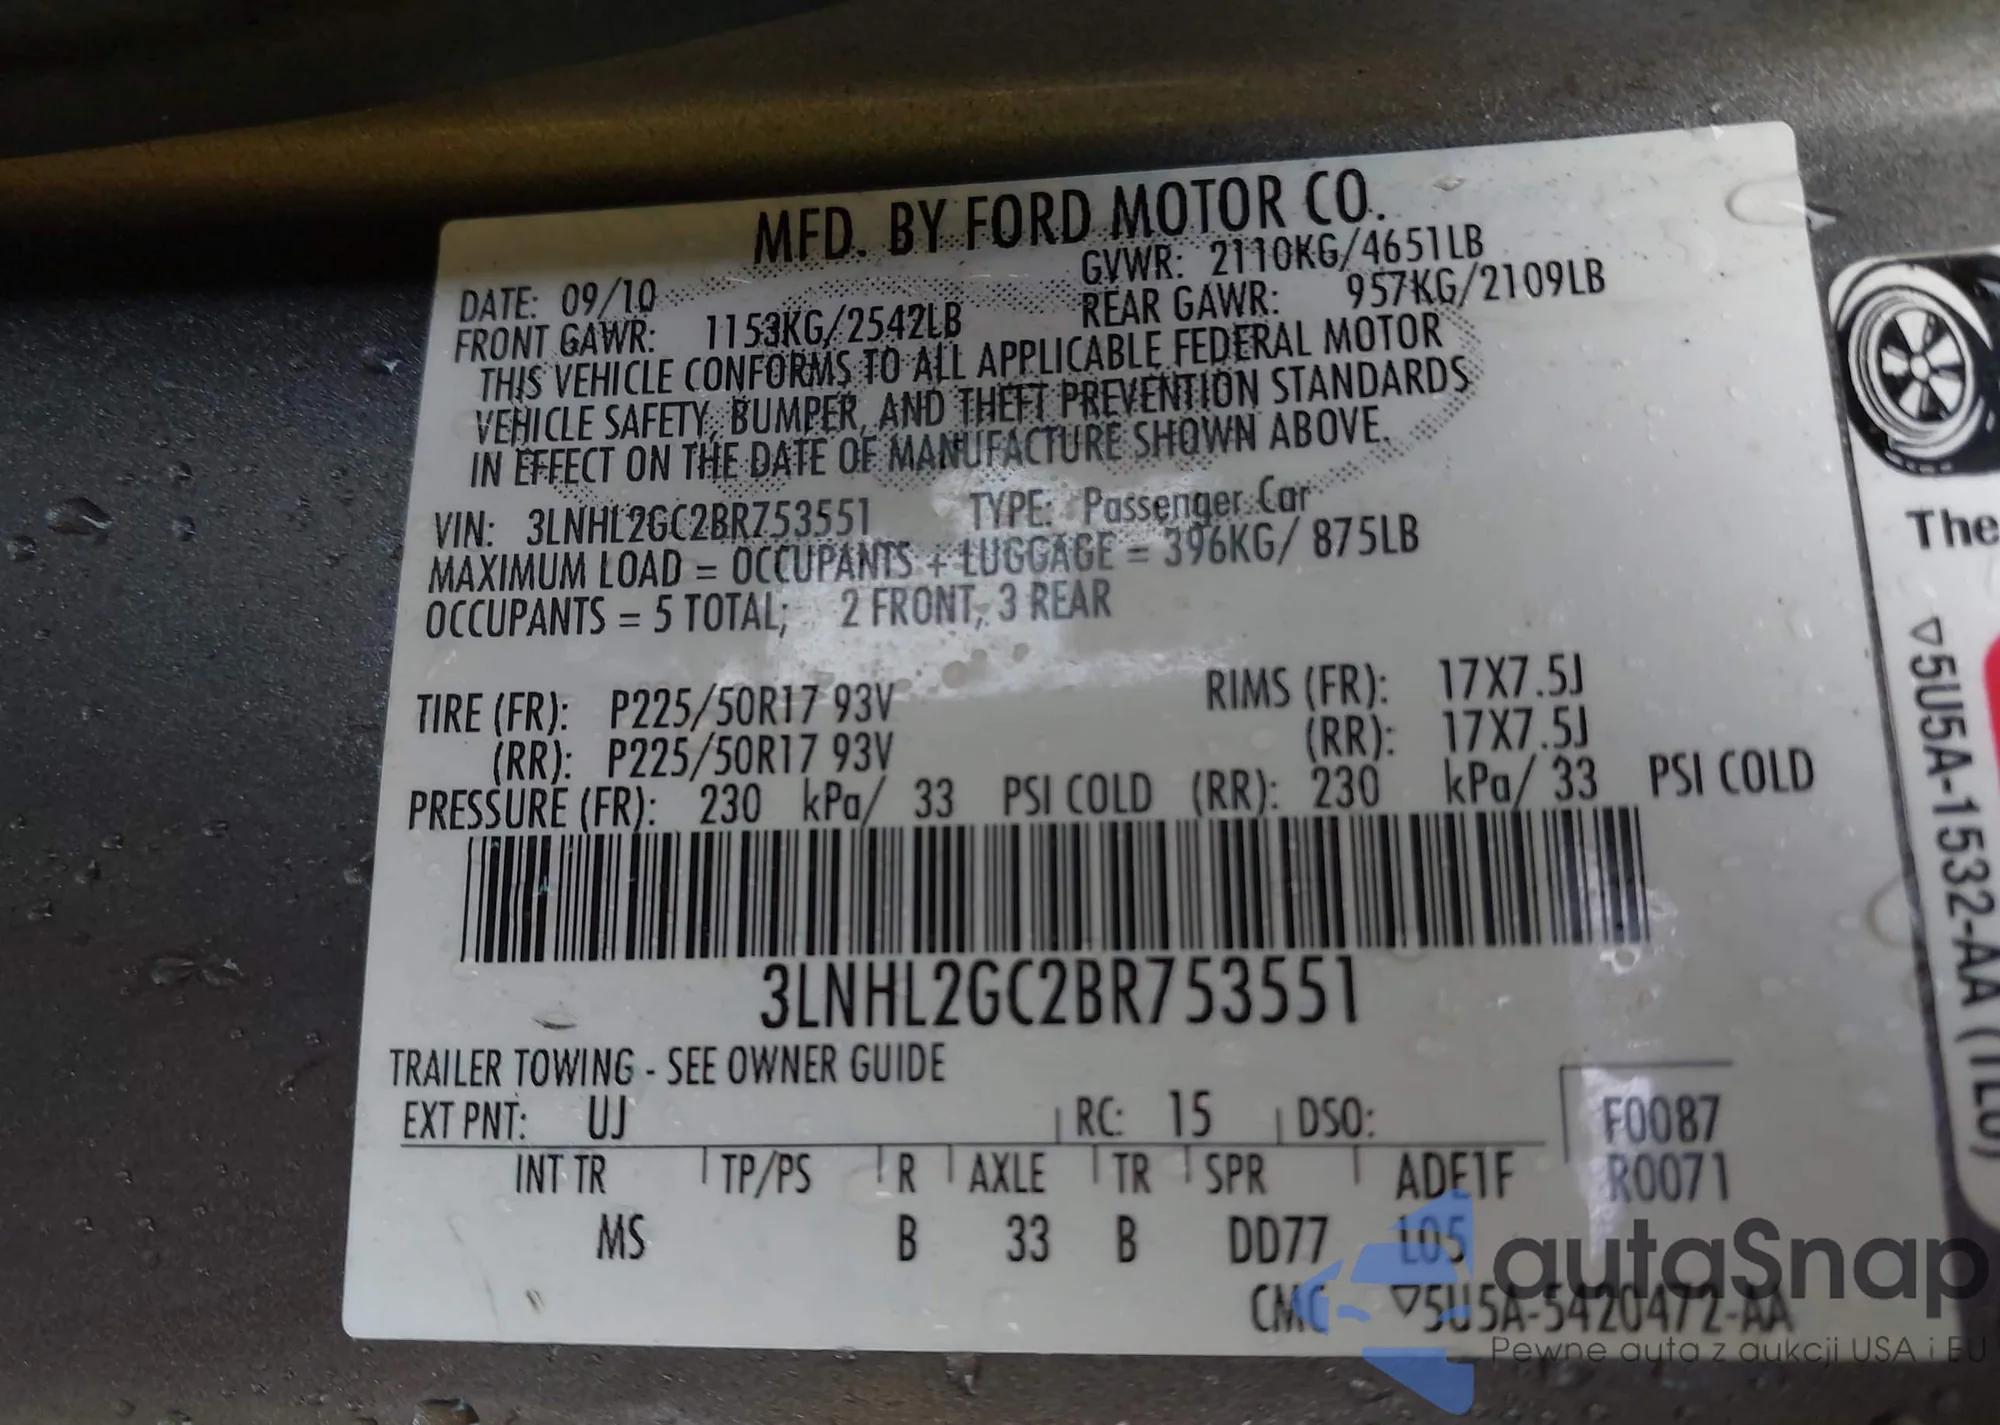 MFD. BY FORD MOTOR CO.
DATE: 09/10 GVWR: 2110KG/4651LB
FRONT GAWR: 1153KG/2542LB REAR GAWR: 957KG/2109LB
THIS VEHICLE CONFORMS TO ALL APPLICABLE FEDERAL MOTOR
VEHICLE SAFETY, BUMPER, AND THEFT PREVENTION STANDARDS
IN EFFECT ON THE DATE OF MANUFACTURE SHOWN ABOVE.
VIN: 3LNHL2GC2BR753551 TYPE: Passenger Car
MAXIMUM LOAD = OCCUPANTS + LUGGAGE = 396KG/ 875LB
OCCUPANTS = 5 TOTAL; 2 FRONT, 3 REAR
TIRE (FR): P225/50R17 93V RIMS (FR): 17X7.5J
(RR): P225/50R17 93V (RR): 17X7.5J
PRESSURE (FR): 230 kPa/ 33 PSI COLD (RR): 230 kPa/ 33 PSI COLD
3LNHL2GC2BR753551
TRAILER TOWING - SEE OWNER GUIDE
EXT PNT: UJ RC: 15 DSO: F0087
INT TR TP/PS R AXLE TR SPR ADE1F R0071
MS B 33 B DD77 L05
CMC ▽5U5A-5420472-AA
The
▽5U5A-1532-AA
autaSnap
Pewne auta z aukcji USA i EU